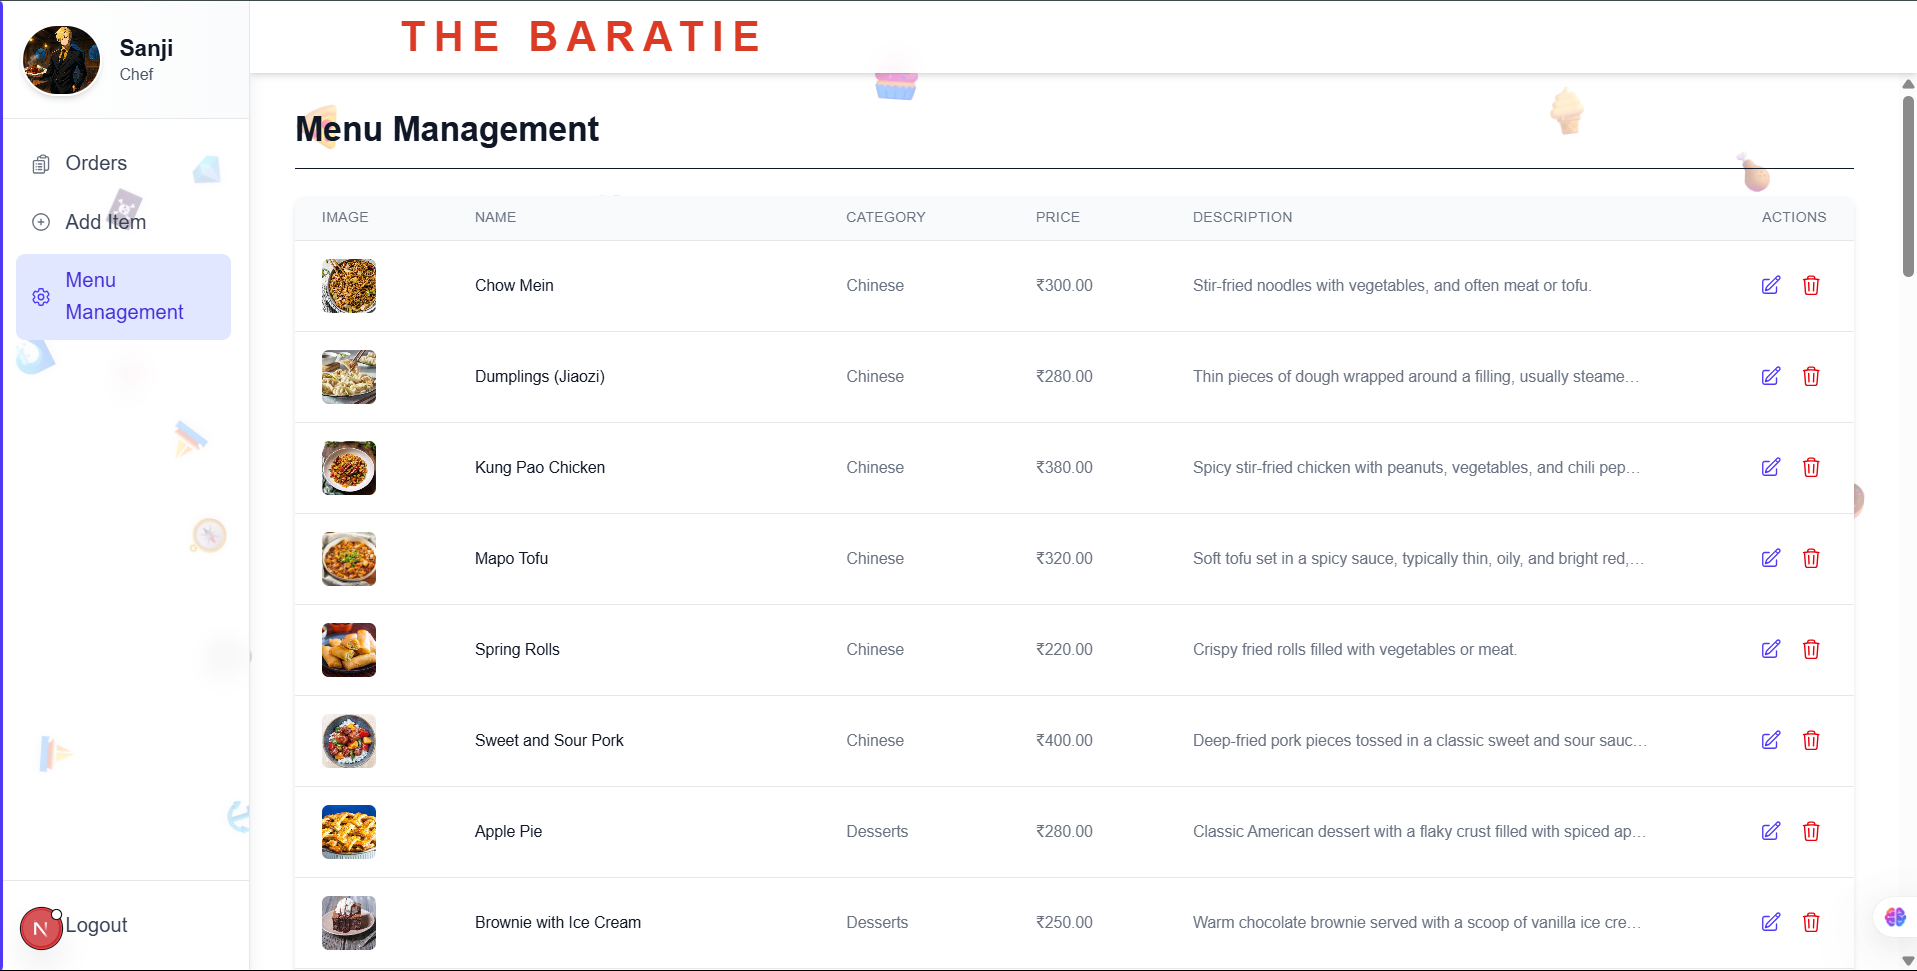 THE BARATIE
Sanji
Chef
Orders
Add Item
Menu
Management
Logout
N
Menu Management
IMAGE NAME CATEGORY PRICE DESCRIPTION ACTIONS
Chow Mein Chinese ₹300.00 Stir-fried noodles with vegetables, and often meat or tofu.
Dumplings (Jiaozi) Chinese ₹280.00 Thin pieces of dough wrapped around a filling, usually steame…
Kung Pao Chicken Chinese ₹380.00 Spicy stir-fried chicken with peanuts, vegetables, and chili pep…
Mapo Tofu Chinese ₹320.00 Soft tofu set in a spicy sauce, typically thin, oily, and bright red,…
Spring Rolls Chinese ₹220.00 Crispy fried rolls filled with vegetables or meat.
Sweet and Sour Pork Chinese ₹400.00 Deep-fried pork pieces tossed in a classic sweet and sour sauc…
Apple Pie Desserts ₹280.00 Classic American dessert with a flaky crust filled with spiced ap…
Brownie with Ice Cream Desserts ₹250.00 Warm chocolate brownie served with a scoop of vanilla ice cre…